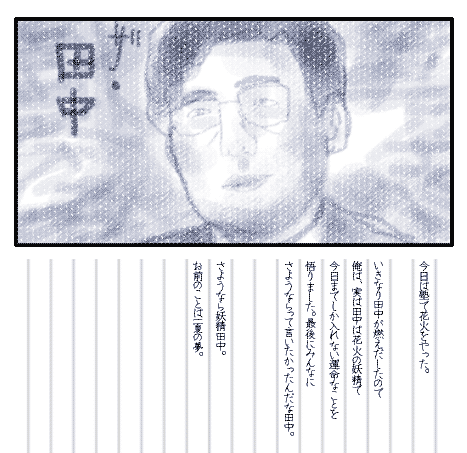 ザ・
田中
今日は塾で花火をやった。
いきなり田中が燃えだしたので
俺は、実は田中は花火の妖精で
今日までしか入れない運命なことを
悟りました。最後にみんなに
さようならって言いたかったんだな田中。
さようなら妖精田中。
お前のことは一夏の夢。